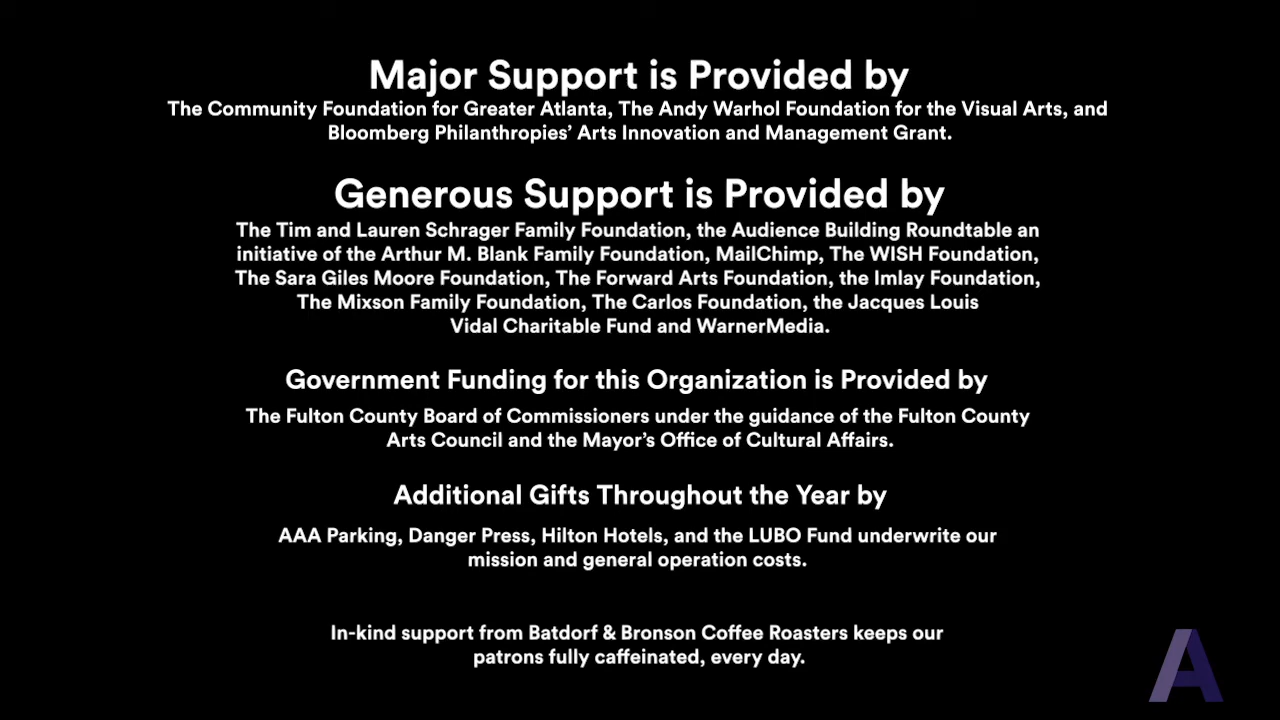 Major Support is Provided by
The Community Foundation for Greater Atlanta, The Andy Warhol Foundation for the Visual Arts, and
Bloomberg Philanthropies’ Arts Innovation and Management Grant.
Generous Support is Provided by
The Tim and Lauren Schrager Family Foundation, the Audience Building Roundtable an
initiative of the Arthur M. Blank Family Foundation, MailChimp, The WISH Foundation,
The Sara Giles Moore Foundation, The Forward Arts Foundation, the Imlay Foundation,
The Mixson Family Foundation, The Carlos Foundation, the Jacques Louis
Vidal Charitable Fund and WarnerMedia.
Government Funding for this Organization is Provided by
The Fulton County Board of Commissioners under the guidance of the Fulton County
Arts Council and the Mayor’s Office of Cultural Affairs.
Additional Gifts Throughout the Year by
AAA Parking, Danger Press, Hilton Hotels, and the LUBO Fund underwrite our
mission and general operation costs.
In-kind support from Batdorf & Bronson Coffee Roasters keeps our
patrons fully caffeinated, every day.
A